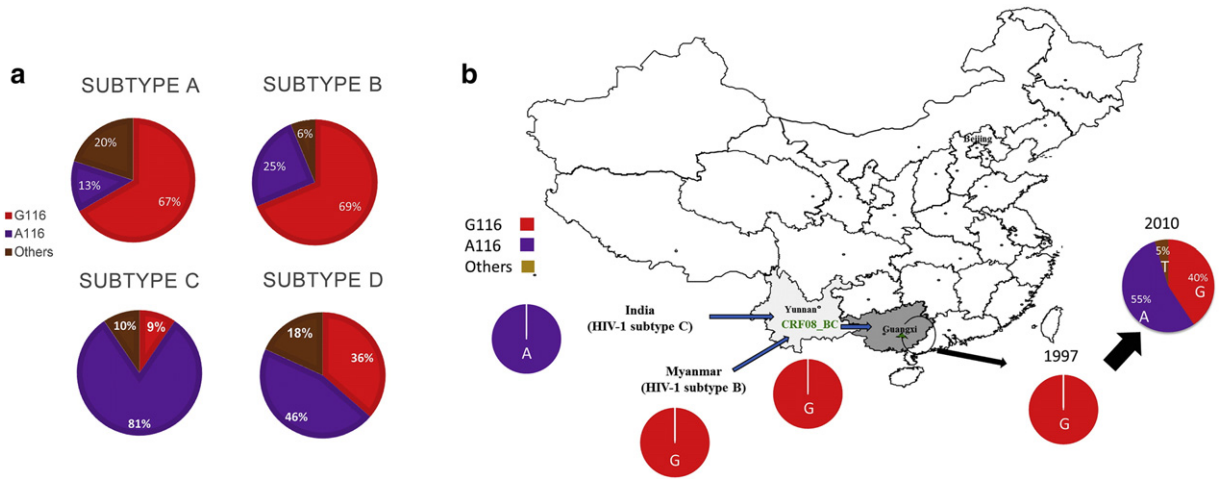 a
SUBTYPE A
20%
13%
67%
SUBTYPE B
6%
25%
69%
G116
A116
Others
SUBTYPE C
10%
9%
81%
SUBTYPE D
18%
36%
46%
b
Beijing
G116
A116
Others
A
India
(HIV-1 subtype C)
Yunnan
CRF08_BC
Guangxi
Myanmar
(HIV-1 subtype B)
G
G
1997
G
2010
5%
T
40%
G
55%
A